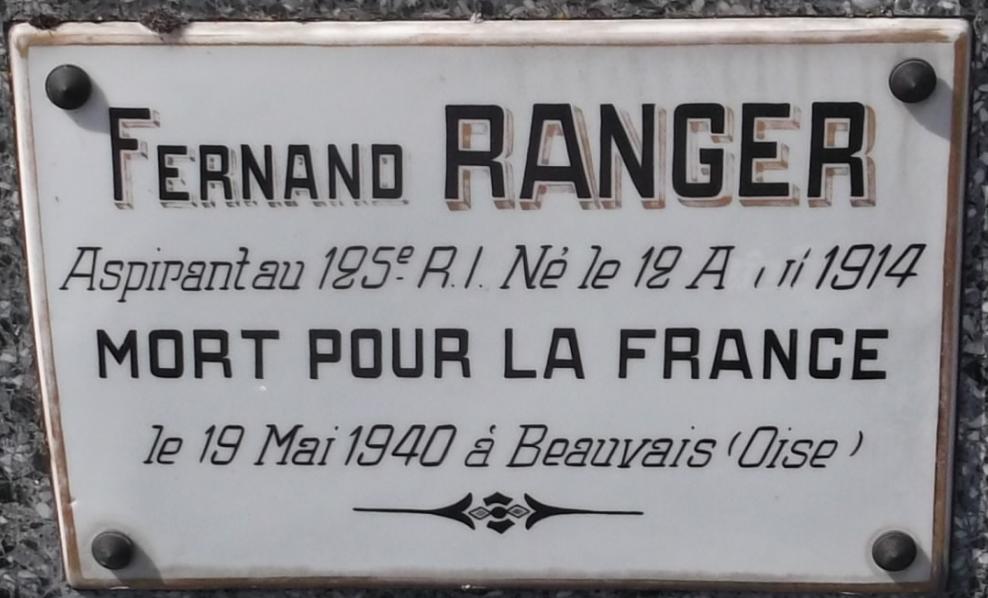 FERNAND RANGER
Aspirant au 125e R.I. Né le 12 1914
MORT POUR LA FRANCE
le 19 Mai 1940 à Beauvais (Oise)